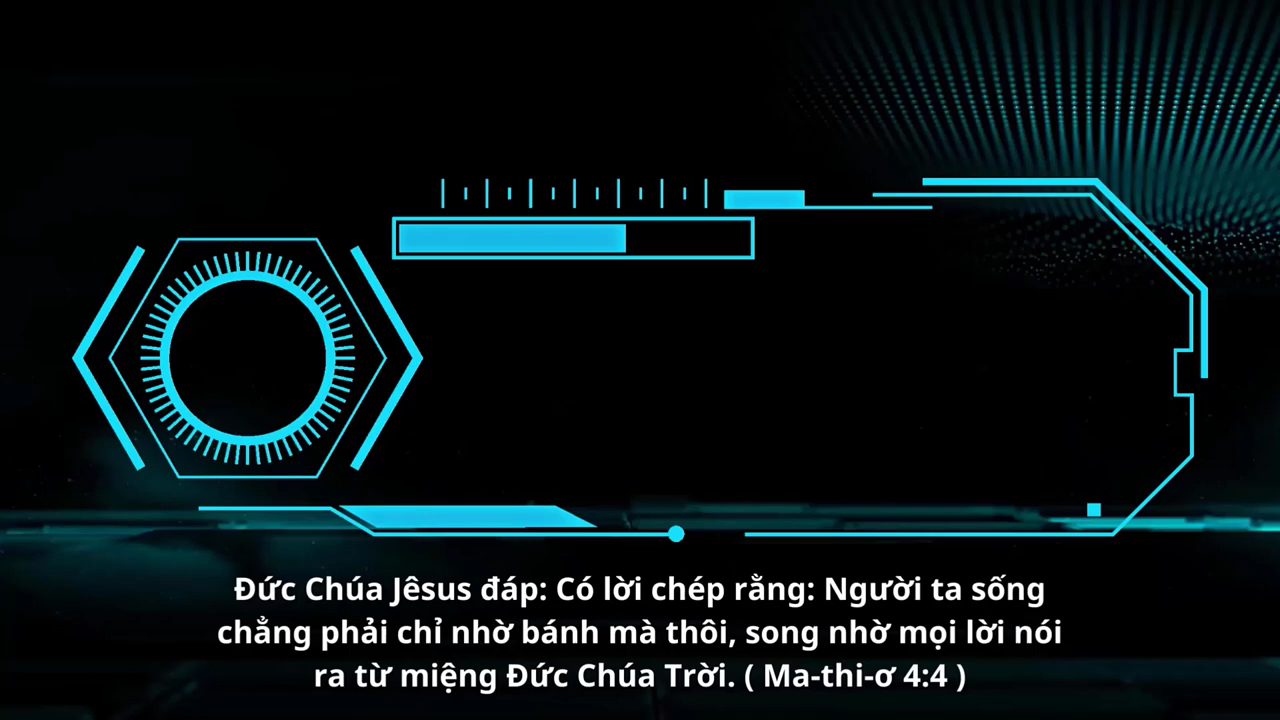 Đức Chúa Jêsus đáp: Có lời chép rằng: Người ta sống
chẳng phải chỉ nhờ bánh mà thôi, song nhờ mọi lời nói
ra từ miệng Đức Chúa Trời. ( Ma-thi-ơ 4:4 )